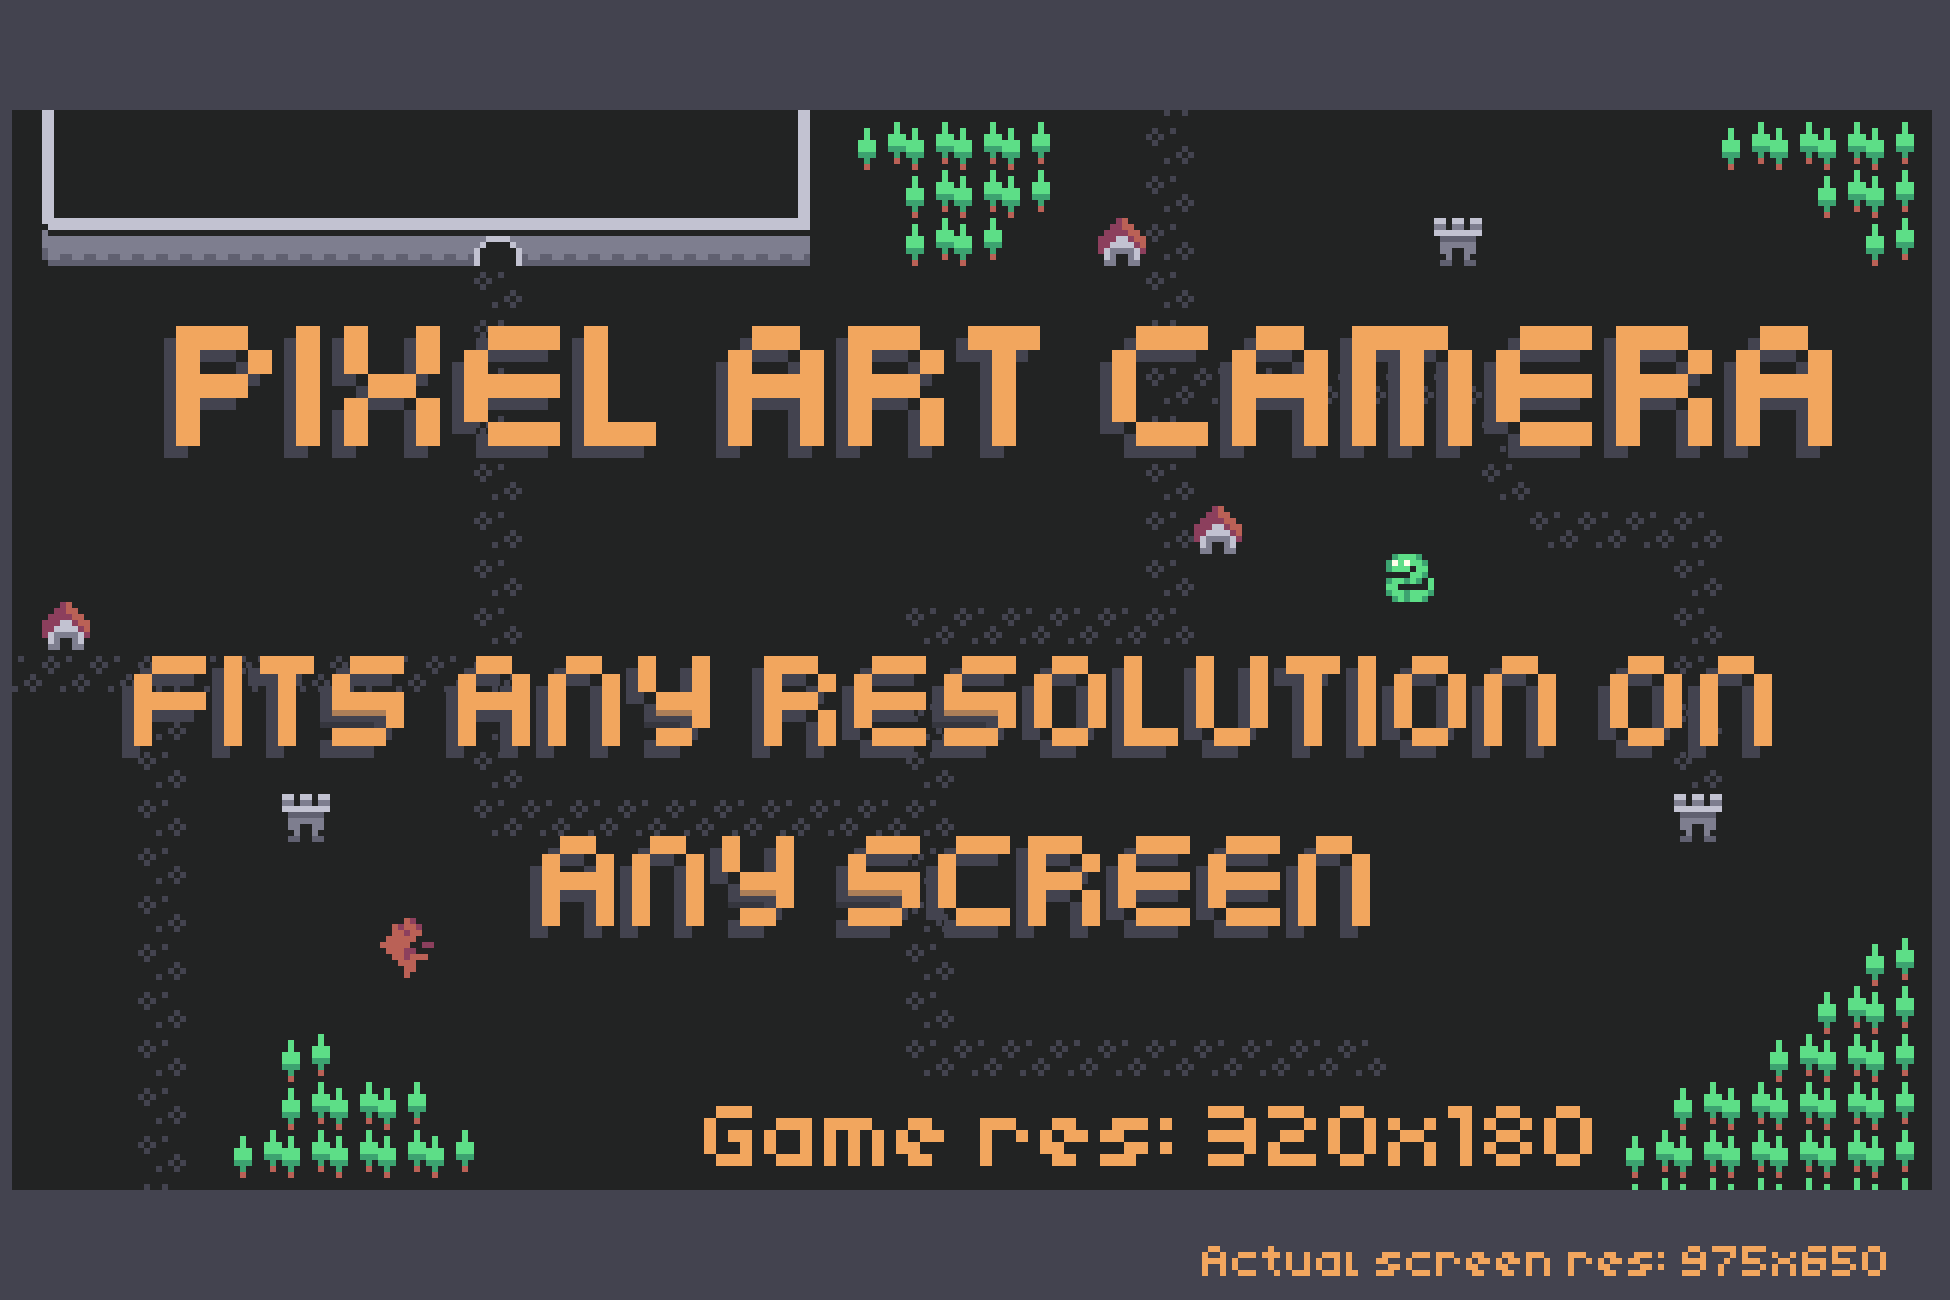 PIXEL ART CAMERA
FITS ANY RESOLUTION ON
ANY SCREEN
Game res: 320x180
Actual screen res: 975x650